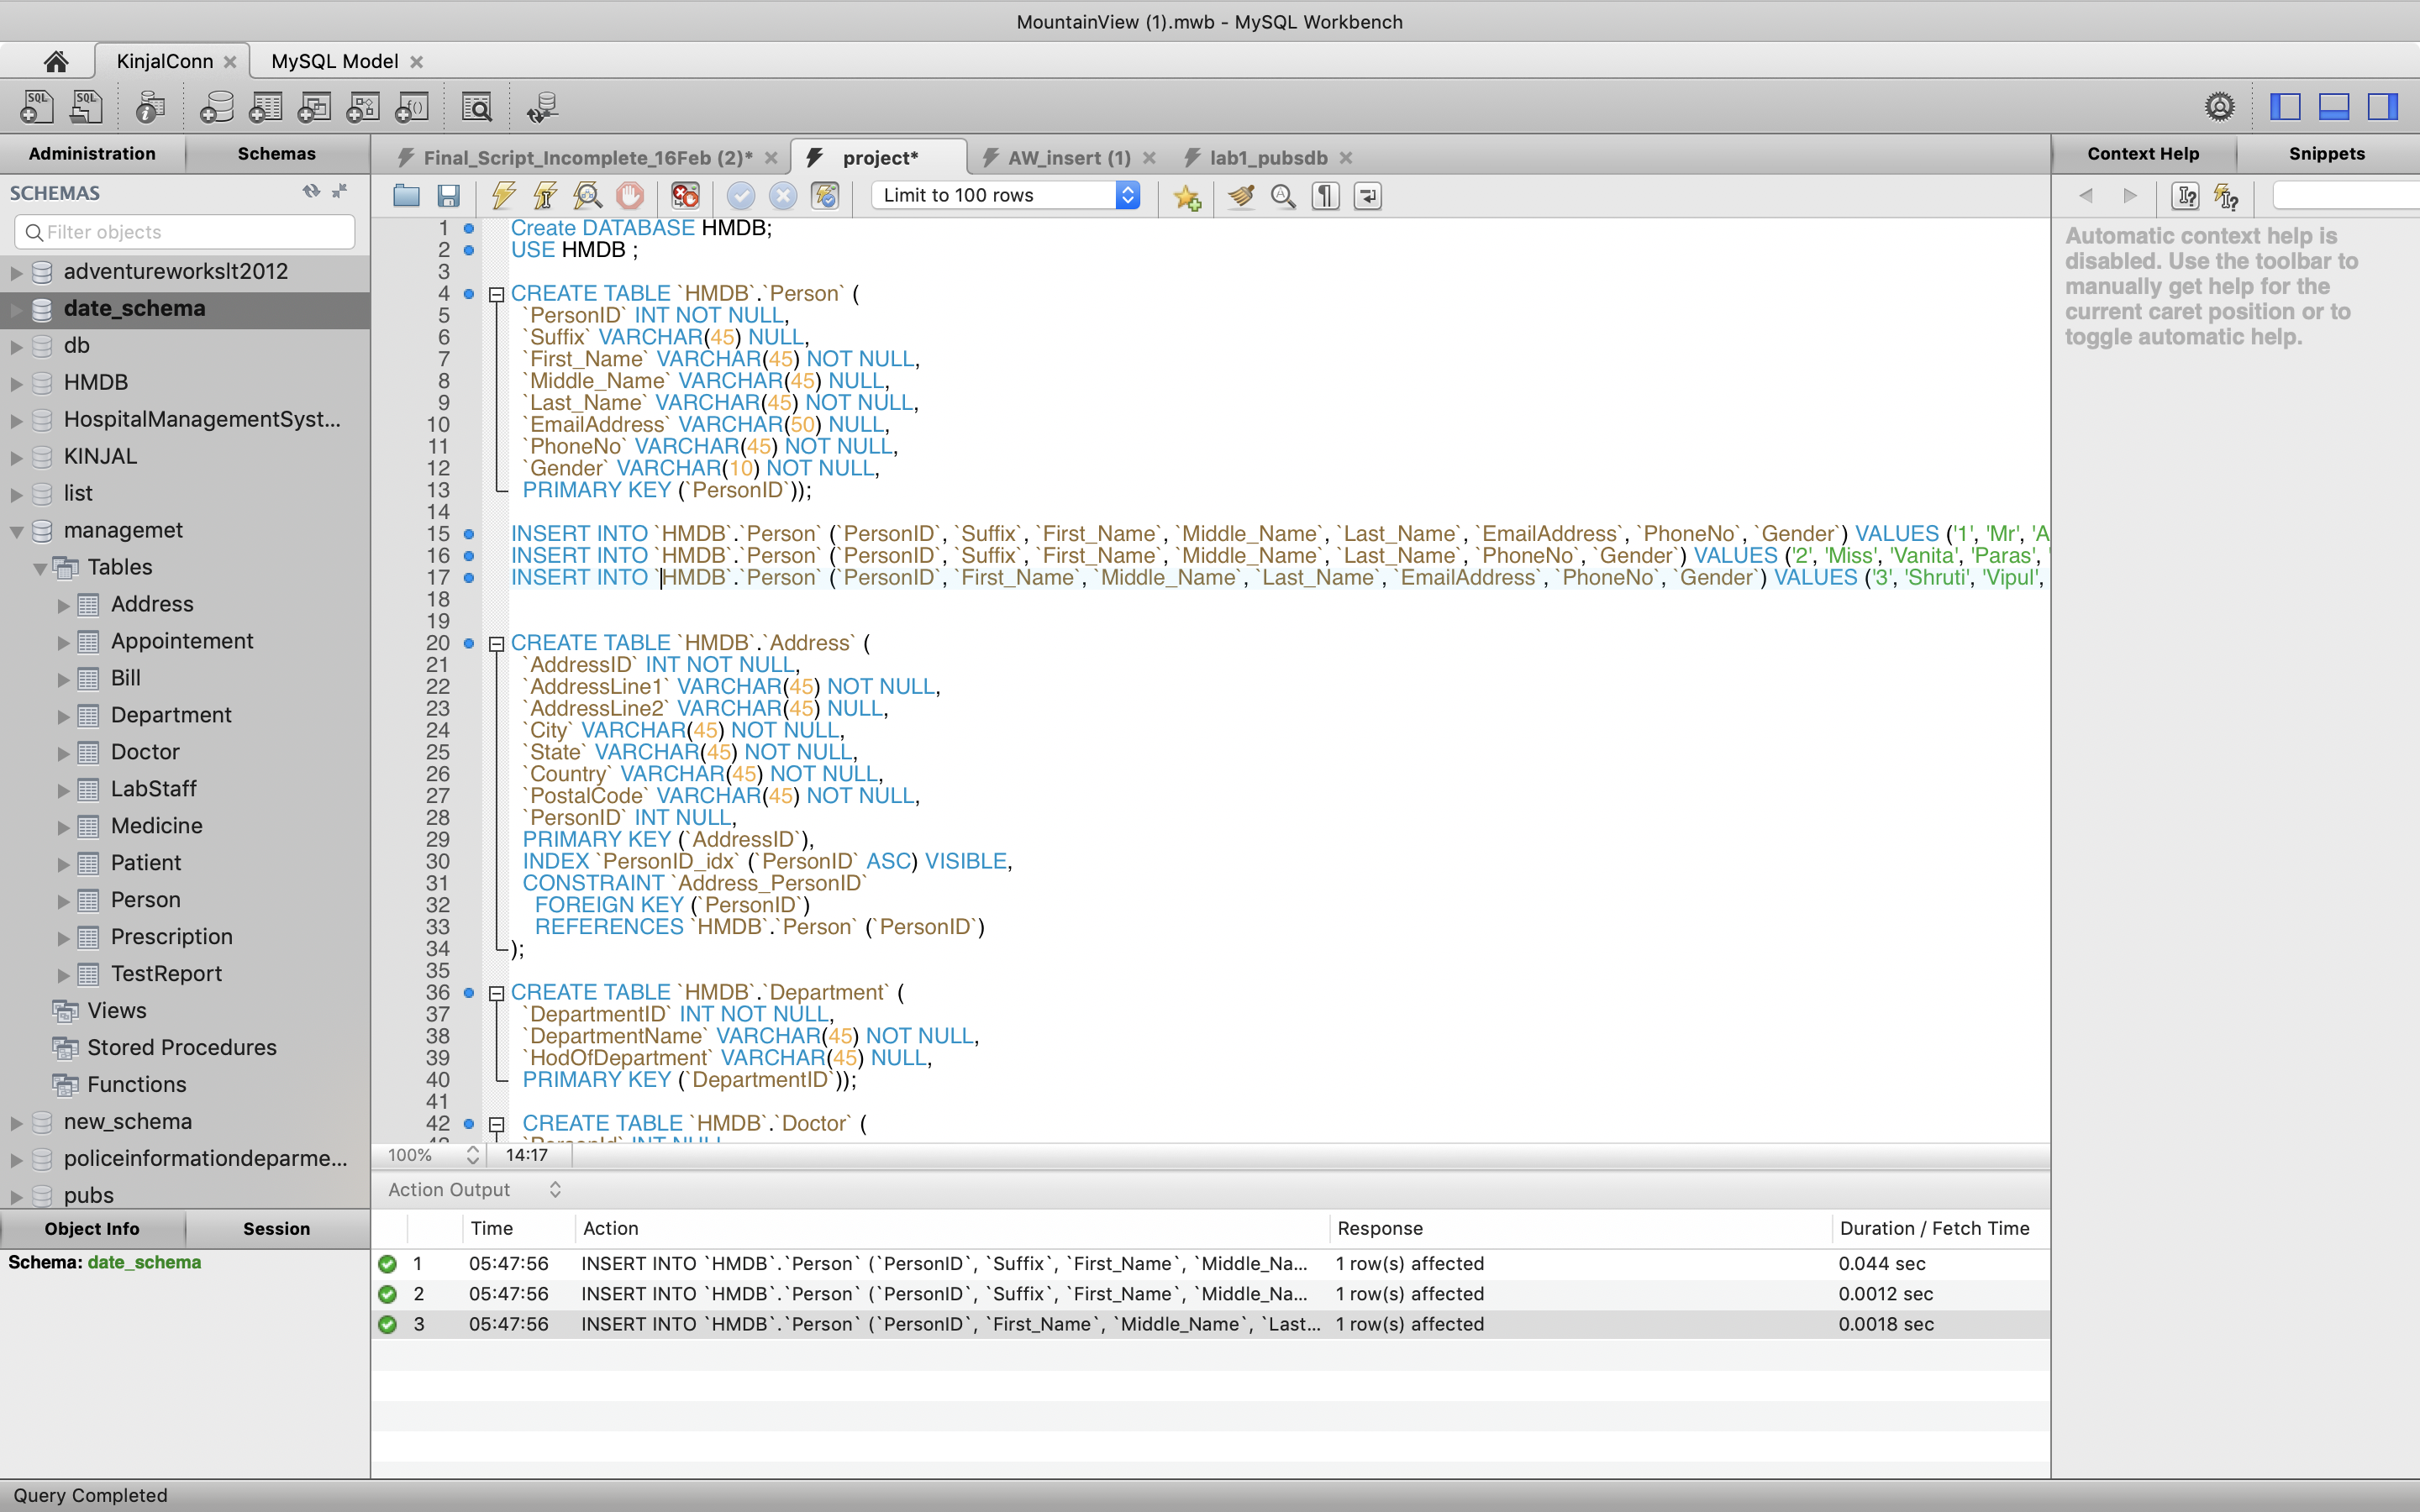 MountainView (1).mwb - MySQL Workbench
KinjalConn
MySQL Model
Administration
Schemas
SCHEMAS
Filter objects
adventureworkslt2012
date_schema
db
HMDB
HospitalManagementSyst...
KINJAL
list
managemet
Tables
Address
Appointement
Bill
Department
Doctor
LabStaff
Medicine
Patient
Person
Prescription
TestReport
Views
Stored Procedures
Functions
new_schema
policeinformationdeparme...
pubs
Object Info
Session
Schema: date_schema
Final_Script_Incomplete_16Feb (2)*
project*
AW_insert (1)
lab1_pubsdb
Limit to 100 rows
1 Create DATABASE HMDB;
2 USE HMDB ;
3
4 CREATE TABLE `HMDB`.`Person` (
5 `PersonID` INT NOT NULL,
6 `Suffix` VARCHAR(45) NULL,
7 `First_Name` VARCHAR(45) NOT NULL,
8 `Middle_Name` VARCHAR(45) NULL,
9 `Last_Name` VARCHAR(45) NOT NULL,
10 `EmailAddress` VARCHAR(50) NULL,
11 `PhoneNo` VARCHAR(45) NOT NULL,
12 `Gender` VARCHAR(10) NOT NULL,
13 PRIMARY KEY (`PersonID`));
14
15 INSERT INTO `HMDB`.`Person` (`PersonID`, `Suffix`, `First_Name`, `Middle_Name`, `Last_Name`, `EmailAddress`, `PhoneNo`, `Gender`) VALUES ('1', 'Mr', 'A
16 INSERT INTO `HMDB`.`Person` (`PersonID`, `Suffix`, `First_Name`, `Middle_Name`, `Last_Name`, `PhoneNo`, `Gender`) VALUES ('2', 'Miss', 'Vanita', 'Paras', '
17 INSERT INTO `HMDB`.`Person` (`PersonID`, `First_Name`, `Middle_Name`, `Last_Name`, `EmailAddress`, `PhoneNo`, `Gender`) VALUES ('3', 'Shruti', 'Vipul',
18
19
20 CREATE TABLE `HMDB`.`Address` (
21 `AddressID` INT NOT NULL,
22 `AddressLine1` VARCHAR(45) NOT NULL,
23 `AddressLine2` VARCHAR(45) NULL,
24 `City` VARCHAR(45) NOT NULL,
25 `State` VARCHAR(45) NOT NULL,
26 `Country` VARCHAR(45) NOT NULL,
27 `PostalCode` VARCHAR(45) NOT NULL,
28 `PersonID` INT NULL,
29 PRIMARY KEY (`AddressID`),
30 INDEX `PersonID_idx` (`PersonID` ASC) VISIBLE,
31 CONSTRAINT `Address_PersonID`
32 FOREIGN KEY (`PersonID`)
33 REFERENCES `HMDB`.`Person` (`PersonID`)
34 );
35
36 CREATE TABLE `HMDB`.`Department` (
37 `DepartmentID` INT NOT NULL,
38 `DepartmentName` VARCHAR(45) NOT NULL,
39 `HodOfDepartment` VARCHAR(45) NULL,
40 PRIMARY KEY (`DepartmentID`));
41
42 CREATE TABLE `HMDB`.`Doctor` (
100%
14:17
Action Output
Time Action Response Duration / Fetch Time
1 05:47:56 INSERT INTO `HMDB`.`Person` (`PersonID`, `Suffix`, `First_Name`, `Middle_Na... 1 row(s) affected 0.044 sec
2 05:47:56 INSERT INTO `HMDB`.`Person` (`PersonID`, `Suffix`, `First_Name`, `Middle_Na... 1 row(s) affected 0.0012 sec
3 05:47:56 INSERT INTO `HMDB`.`Person` (`PersonID`, `First_Name`, `Middle_Name`, `Last... 1 row(s) affected 0.0018 sec
Context Help
Snippets
Automatic context help is
disabled. Use the toolbar to
manually get help for the
current caret position or to
toggle automatic help.
Query Completed